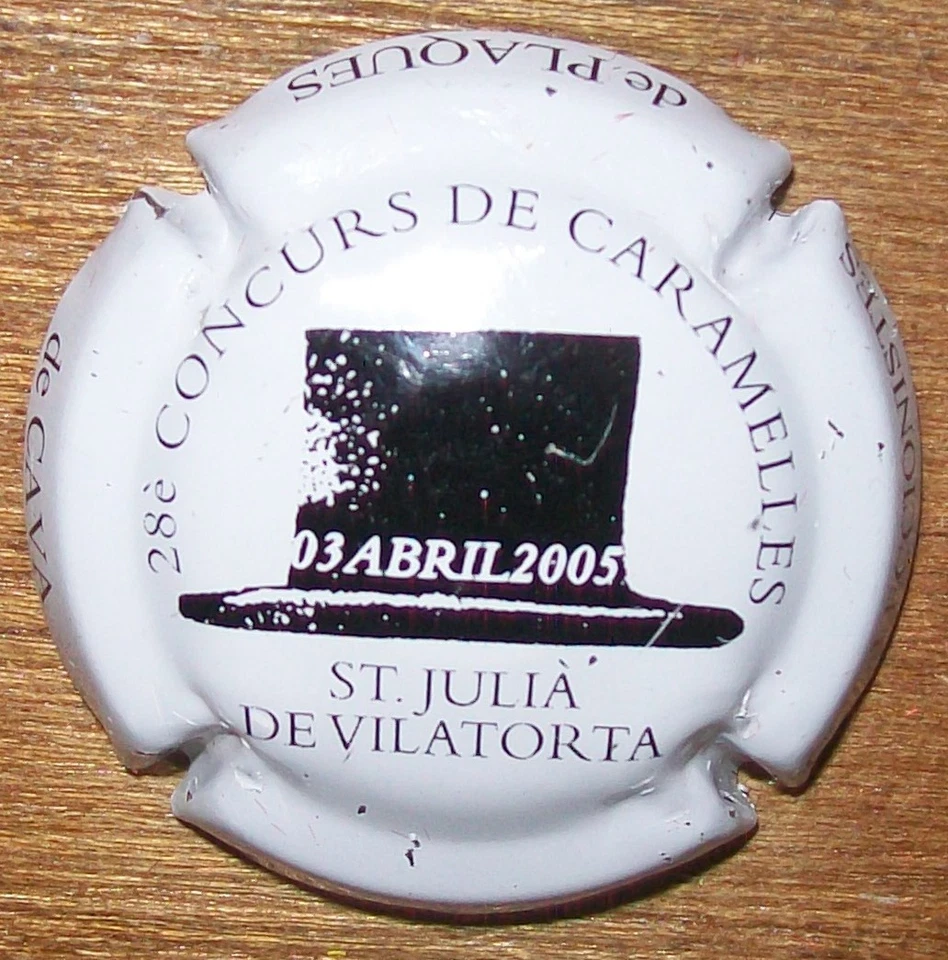 28è CONCURS DE CARAMELLES
03 ABRIL 2005
ST. JULIÀ
DE VILATORTA
de PLAQUES
de CAVA